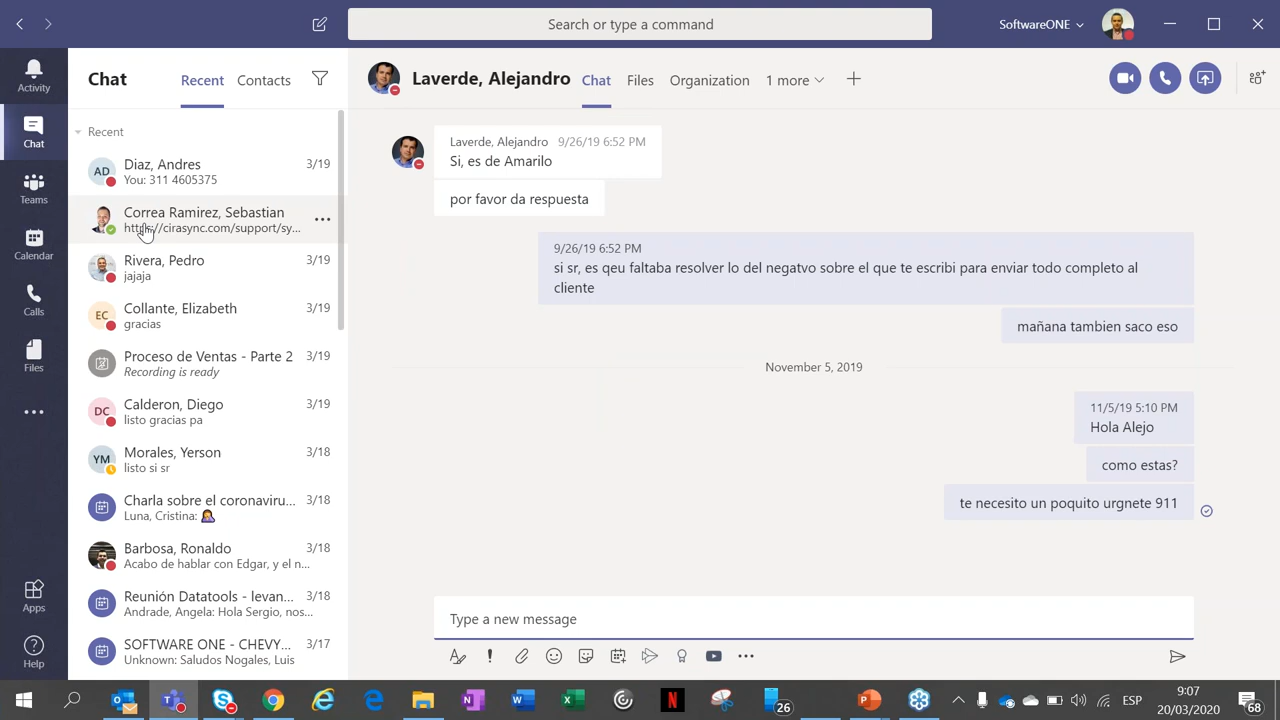 Search or type a command
SoftwareONE
Activity
Chat
Teams
Calendar
Calls
Files
Apps
Help
Chat
Recent
Contacts
Recent
AD
Diaz, Andres
3/19
You: 311 4605375
Correa Ramirez, Sebastian
https://cirasync.com/support/sy...
Rivera, Pedro
3/19
jajaja
EC
Collante, Elizabeth
3/19
gracias
Proceso de Ventas - Parte 2
3/19
Recording is ready
DC
Calderon, Diego
3/19
listo gracias pa
YM
Morales, Yerson
3/18
listo si sr
Charla sobre el coronaviru...
3/18
Luna, Cristina: 🤦‍♀️
Barbosa, Ronaldo
3/18
Acabo de hablar con Edgar, y el n...
Reunión Datatools - levan...
3/18
Andrade, Angela: Hola Sergio, nos...
SOFTWARE ONE - CHEVY...
3/17
Unknown: Saludos Nogales, Luis
Laverde, Alejandro
Chat
Files
Organization
1 more
Laverde, Alejandro 9/26/19 6:52 PM
Si, es de Amarilo
por favor da respuesta
9/26/19 6:52 PM
si sr, es qeu faltaba resolver lo del negatvo sobre el que te escribi para enviar todo completo al
cliente
mañana tambien saco eso
November 5, 2019
11/5/19 5:10 PM
Hola Alejo
como estas?
te necesito un poquito urgnete 911
Type a new message
26
ESP
9:07
20/03/2020
68